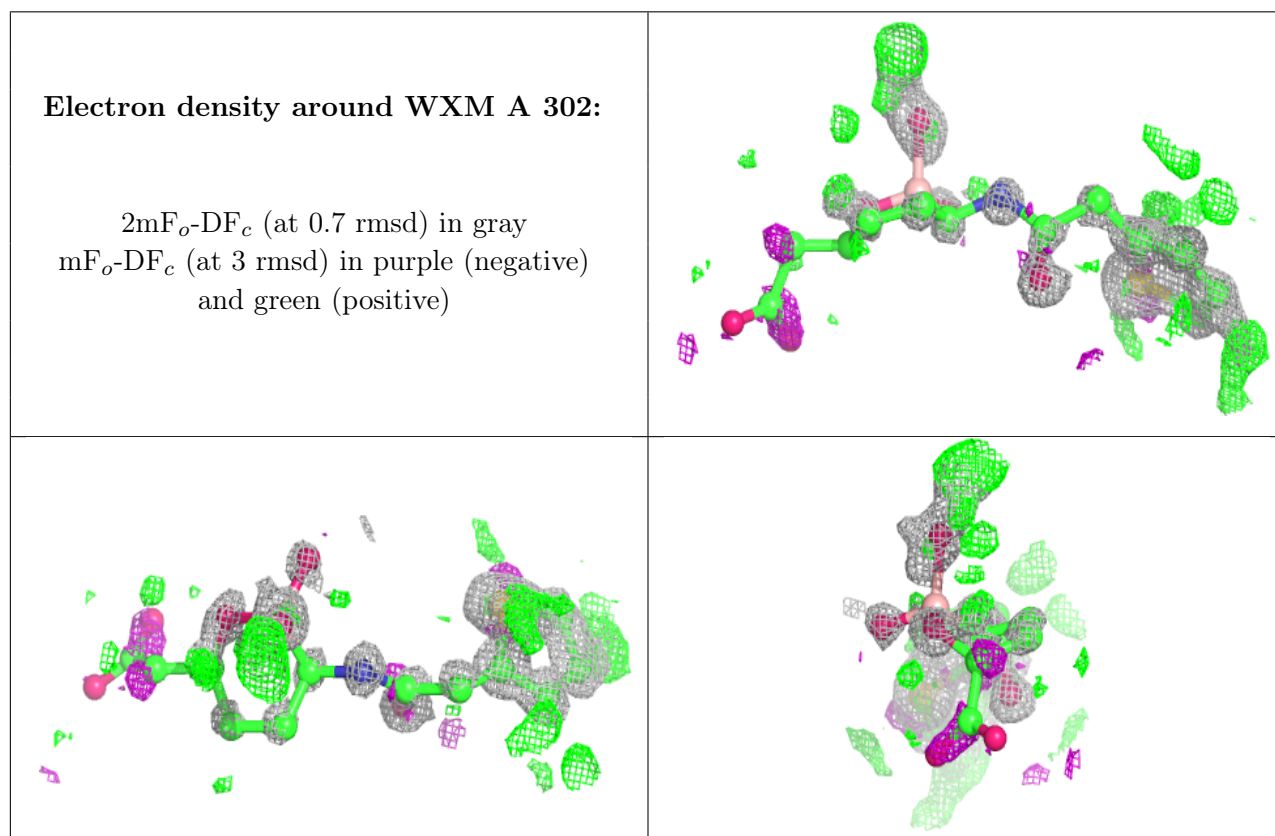 Electron density around WXM A 302:
2mFo-DFc (at 0.7 rmsd) in gray
mFo-DFc (at 3 rmsd) in purple (negative)
and green (positive)